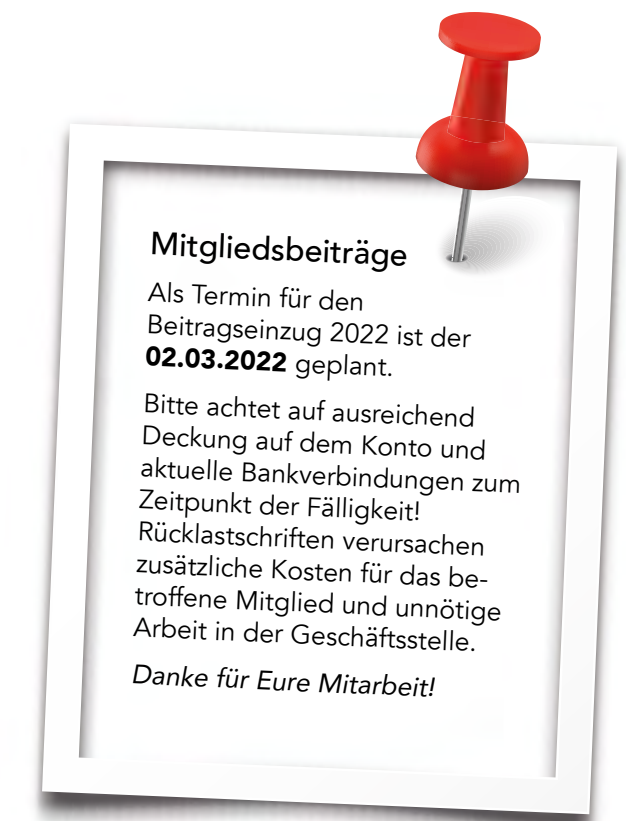 Mitgliedsbeiträge
Als Termin für den
Beitragseinzug 2022 ist der
02.03.2022 geplant.
Bitte achtet auf ausreichend
Deckung auf dem Konto und
aktuelle Bankverbindungen zum
Zeitpunkt der Fälligkeit!
Rücklastschriften verursachen
zusätzliche Kosten für das be-
troffene Mitglied und unnötige
Arbeit in der Geschäftsstelle.
Danke für Eure Mitarbeit!